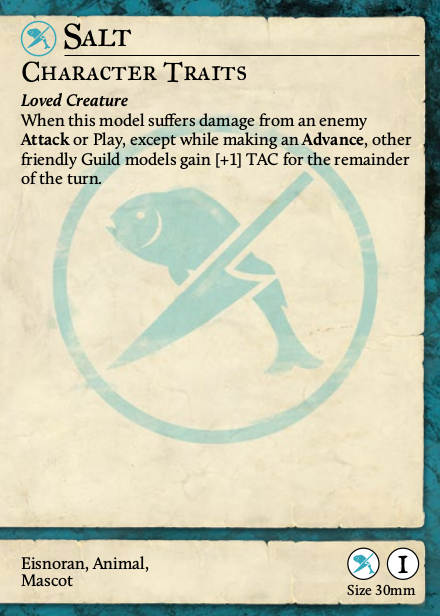 Salt
Character Traits
Loved Creature
When this model suffers damage from an enemy
Attack or Play, except while making an Advance, other
friendly Guild models gain [+1] TAC for the remainder
of the turn.
Eisnoran, Animal,
Mascot
I
Size 30mm